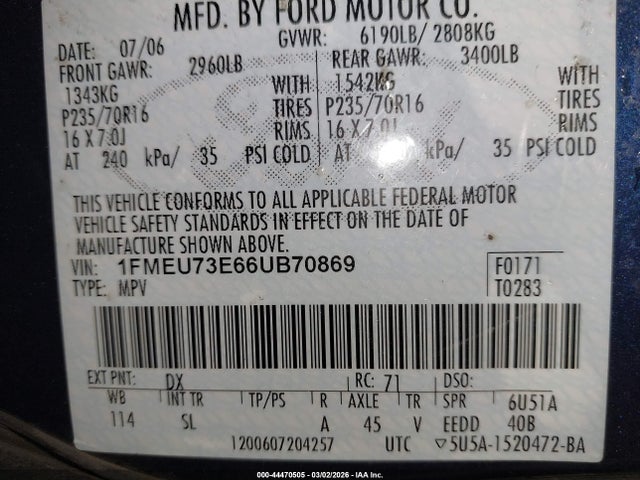 MFD. BY FORD MOTOR CO.
DATE: 07/06 GVWR: 6190LB/ 2808KG
FRONT GAWR: 2960LB REAR GAWR: 3400LB
1343KG WITH 1542KG WITH
P235/70R16 TIRES P235/70R16 TIRES
16 X 7.0J RIMS 16 X 7.0J RIMS
AT 240 kPa/ 35 PSI COLD AT kPa/ 35 PSI COLD
THIS VEHICLE CONFORMS TO ALL APPLICABLE FEDERAL MOTOR
VEHICLE SAFETY STANDARDS IN EFFECT ON THE DATE OF
MANUFACTURE SHOWN ABOVE.
VIN: 1FMEU73E66UB70869 F0171
TYPE: MPV T0283
EXT PNT: DX RC: 71 DSO:
WB INT TR TP/PS R AXLE TR SPR 6U51A
114 SL A 45 V EEDD 40B
1200607204257 UTC ▽5U5A-1520472-BA
000-44470505 - 03/02/2026 - IAA Inc.